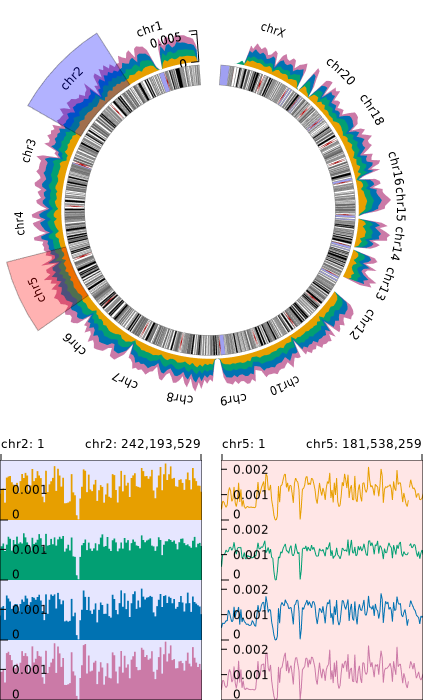 chr1
0.005
0
chrX
chr2
chr20
chr18
chr3
chr16
chr15
chr4
chr14
chr5
chr13
chr6
chr12
chr7
chr10
chr8
chr9
chr2: 1
chr2: 242,193,529
chr5: 1
chr5: 181,538,259
0.001
0
0.002
0.001
0
0.001
0
0.002
0.001
0
0.001
0
0.002
0.001
0
0.001
0
0.002
0.001
0